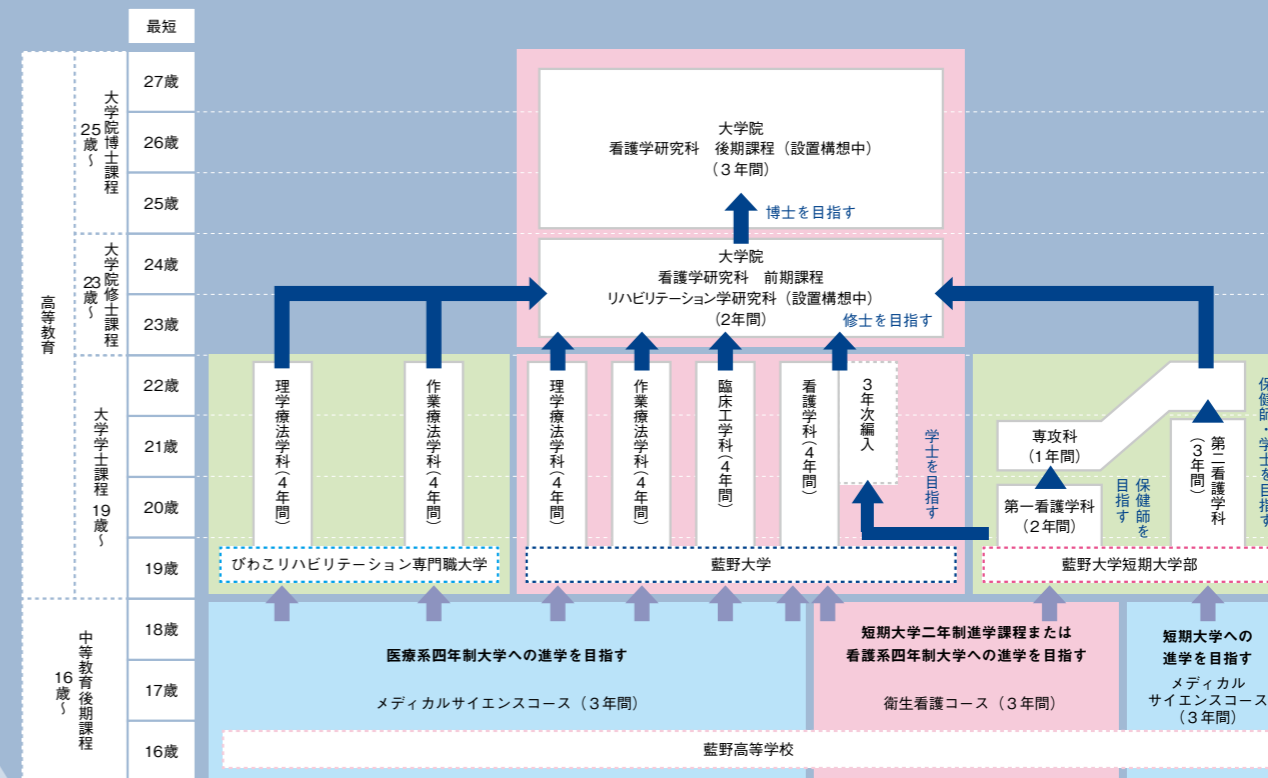 最短
27歳
26歳
25歳
24歳
23歳
22歳
21歳
20歳
19歳
18歳
17歳
16歳
高等教育
大学院博士課程
25歳~
大学院修士課程
23歳~
大学学士課程 19歳~
中等教育後期課程
16歳~
大学院
看護学研究科 後期課程(設置構想中)
(3年間)
博士を目指す
大学院
看護学研究科 前期課程
リハビリテーション学研究科(設置構想中)
(2年間)
修士を目指す
理学療法学科(4年間)
作業療法学科(4年間)
びわこリハビリテーション専門職大学
理学療法学科(4年間)
作業療法学科(4年間)
臨床工学科(4年間)
看護学科(4年間)
3年次編入
学士を目指す
藍野大学
専攻科
(1年間)
第一看護学科
(2年間)
保健師を
目指す
第二看護学科
(3年間)
保健師・学士を目指す
藍野大学短期大学部
医療系四年制大学への進学を目指す
メディカルサイエンスコース(3年間)
短期大学二年制進学課程または
看護系四年制大学への進学を目指す
衛生看護コース(3年間)
短期大学への
進学を目指す
メディカル
サイエンスコース
(3年間)
藍野高等学校